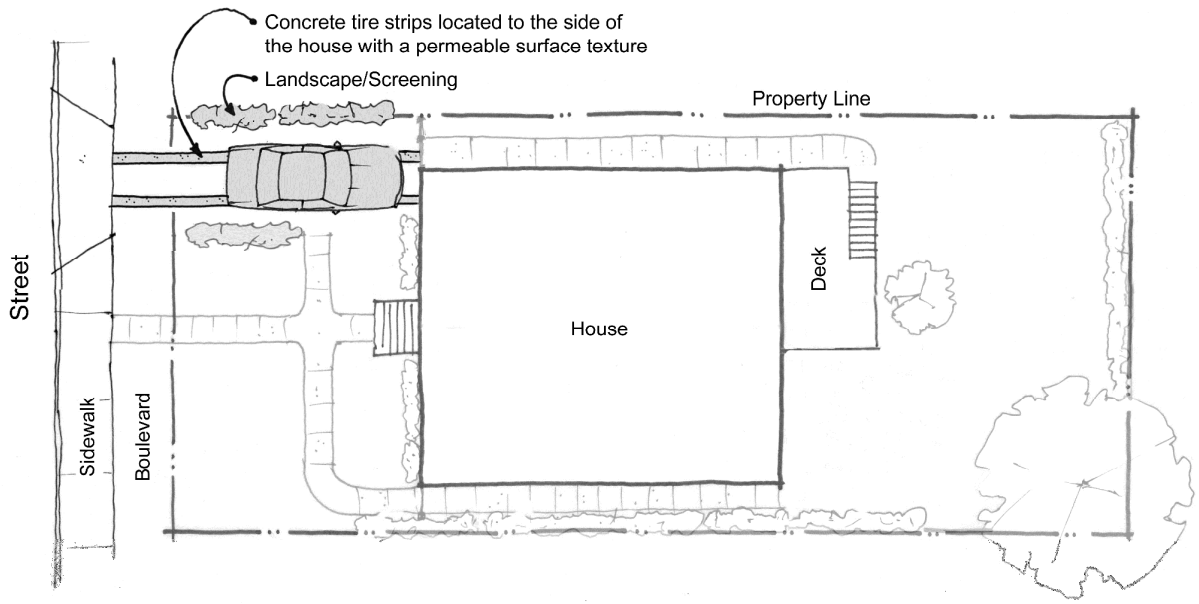 Concrete tire strips located to the side of
the house with a permeable surface texture
Landscape/Screening
Property Line
Street
Sidewalk
Boulevard
House
Deck